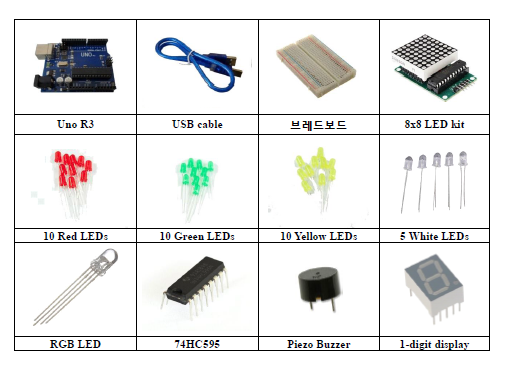 Uno R3
USB cable
브레드보드
8x8 LED kit
10 Red LEDs
10 Green LEDs
10 Yellow LEDs
5 White LEDs
RGB LED
74HC595
Piezo Buzzer
1-digit display